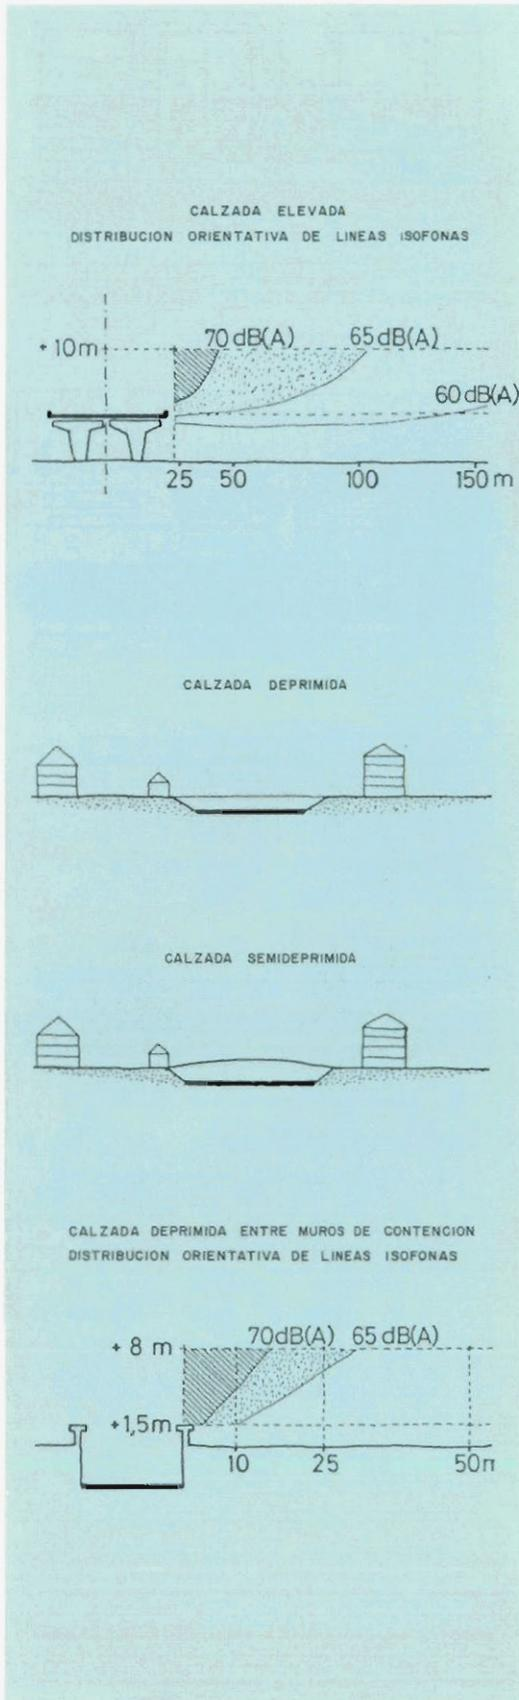 CALZADA ELEVADA
DISTRIBUCION ORIENTATIVA DE LINEAS ISOFONAS
+ 10m
70 dB(A) 65 dB(A)
60 dB(A)
25 50 100 150 m
CALZADA DEPRIMIDA
CALZADA SEMIDEPRIMIDA
CALZADA DEPRIMIDA ENTRE MUROS DE CONTENCION
DISTRIBUCION ORIENTATIVA DE LINEAS ISOFONAS
+ 8 m
70dB(A) 65 dB(A)
+1,5m
10 25 50m